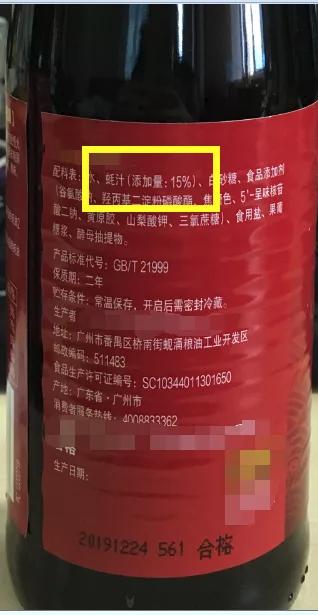 配料表：水、蚝汁（添加量：15%）、白砂糖、食品添加剂
（谷氨酸钠、羟丙基二淀粉磷酸酯、焦糖色、5'-呈味核苷
酸二钠、黄原胶、山梨酸钾、三氯蔗糖）、食用盐、果葡
糖浆、酵母抽提物。
产品标准代号：GB/T 21999
保质期：二年
贮存条件：常温保存，开启后需密封冷藏。
生产者
地址：广州市番禺区桥南街蚬涌粮油工业开发区
邮政编码：511483
食品生产许可证编号：SC10344011301650
产地：广东省·广州市
消费者服务热线：4008833362
合格
生产日期：
20191224 561 合格